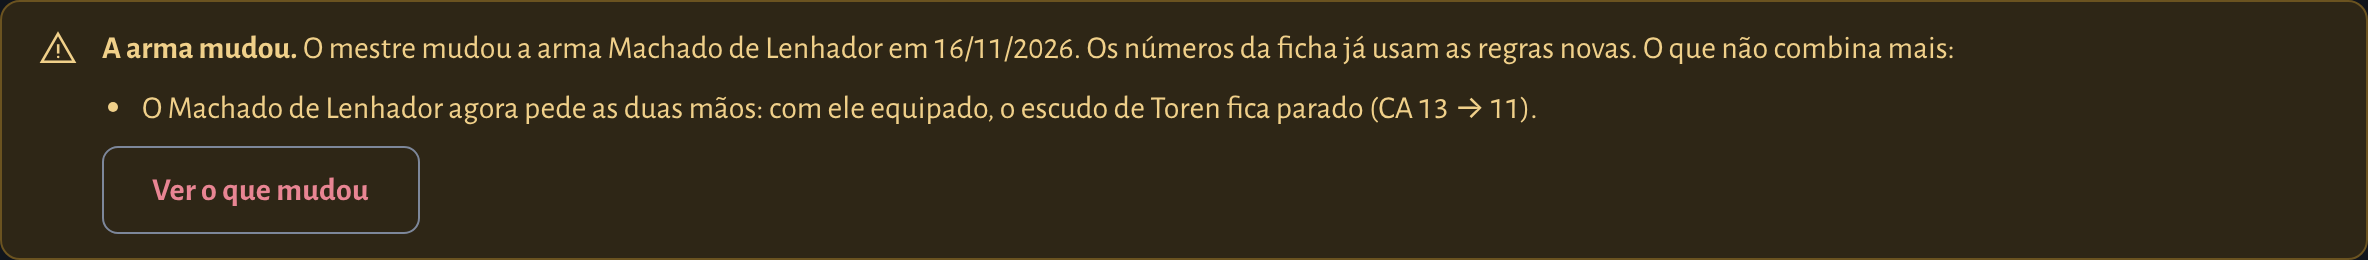 A arma mudou. O mestre mudou a arma Machado de Lenhador em 16/11/2026. Os números da ficha já usam as regras novas. O que não combina mais:
• O Machado de Lenhador agora pede as duas mãos: com ele equipado, o escudo de Toren fica parado (CA 13 → 11).
Ver o que mudou